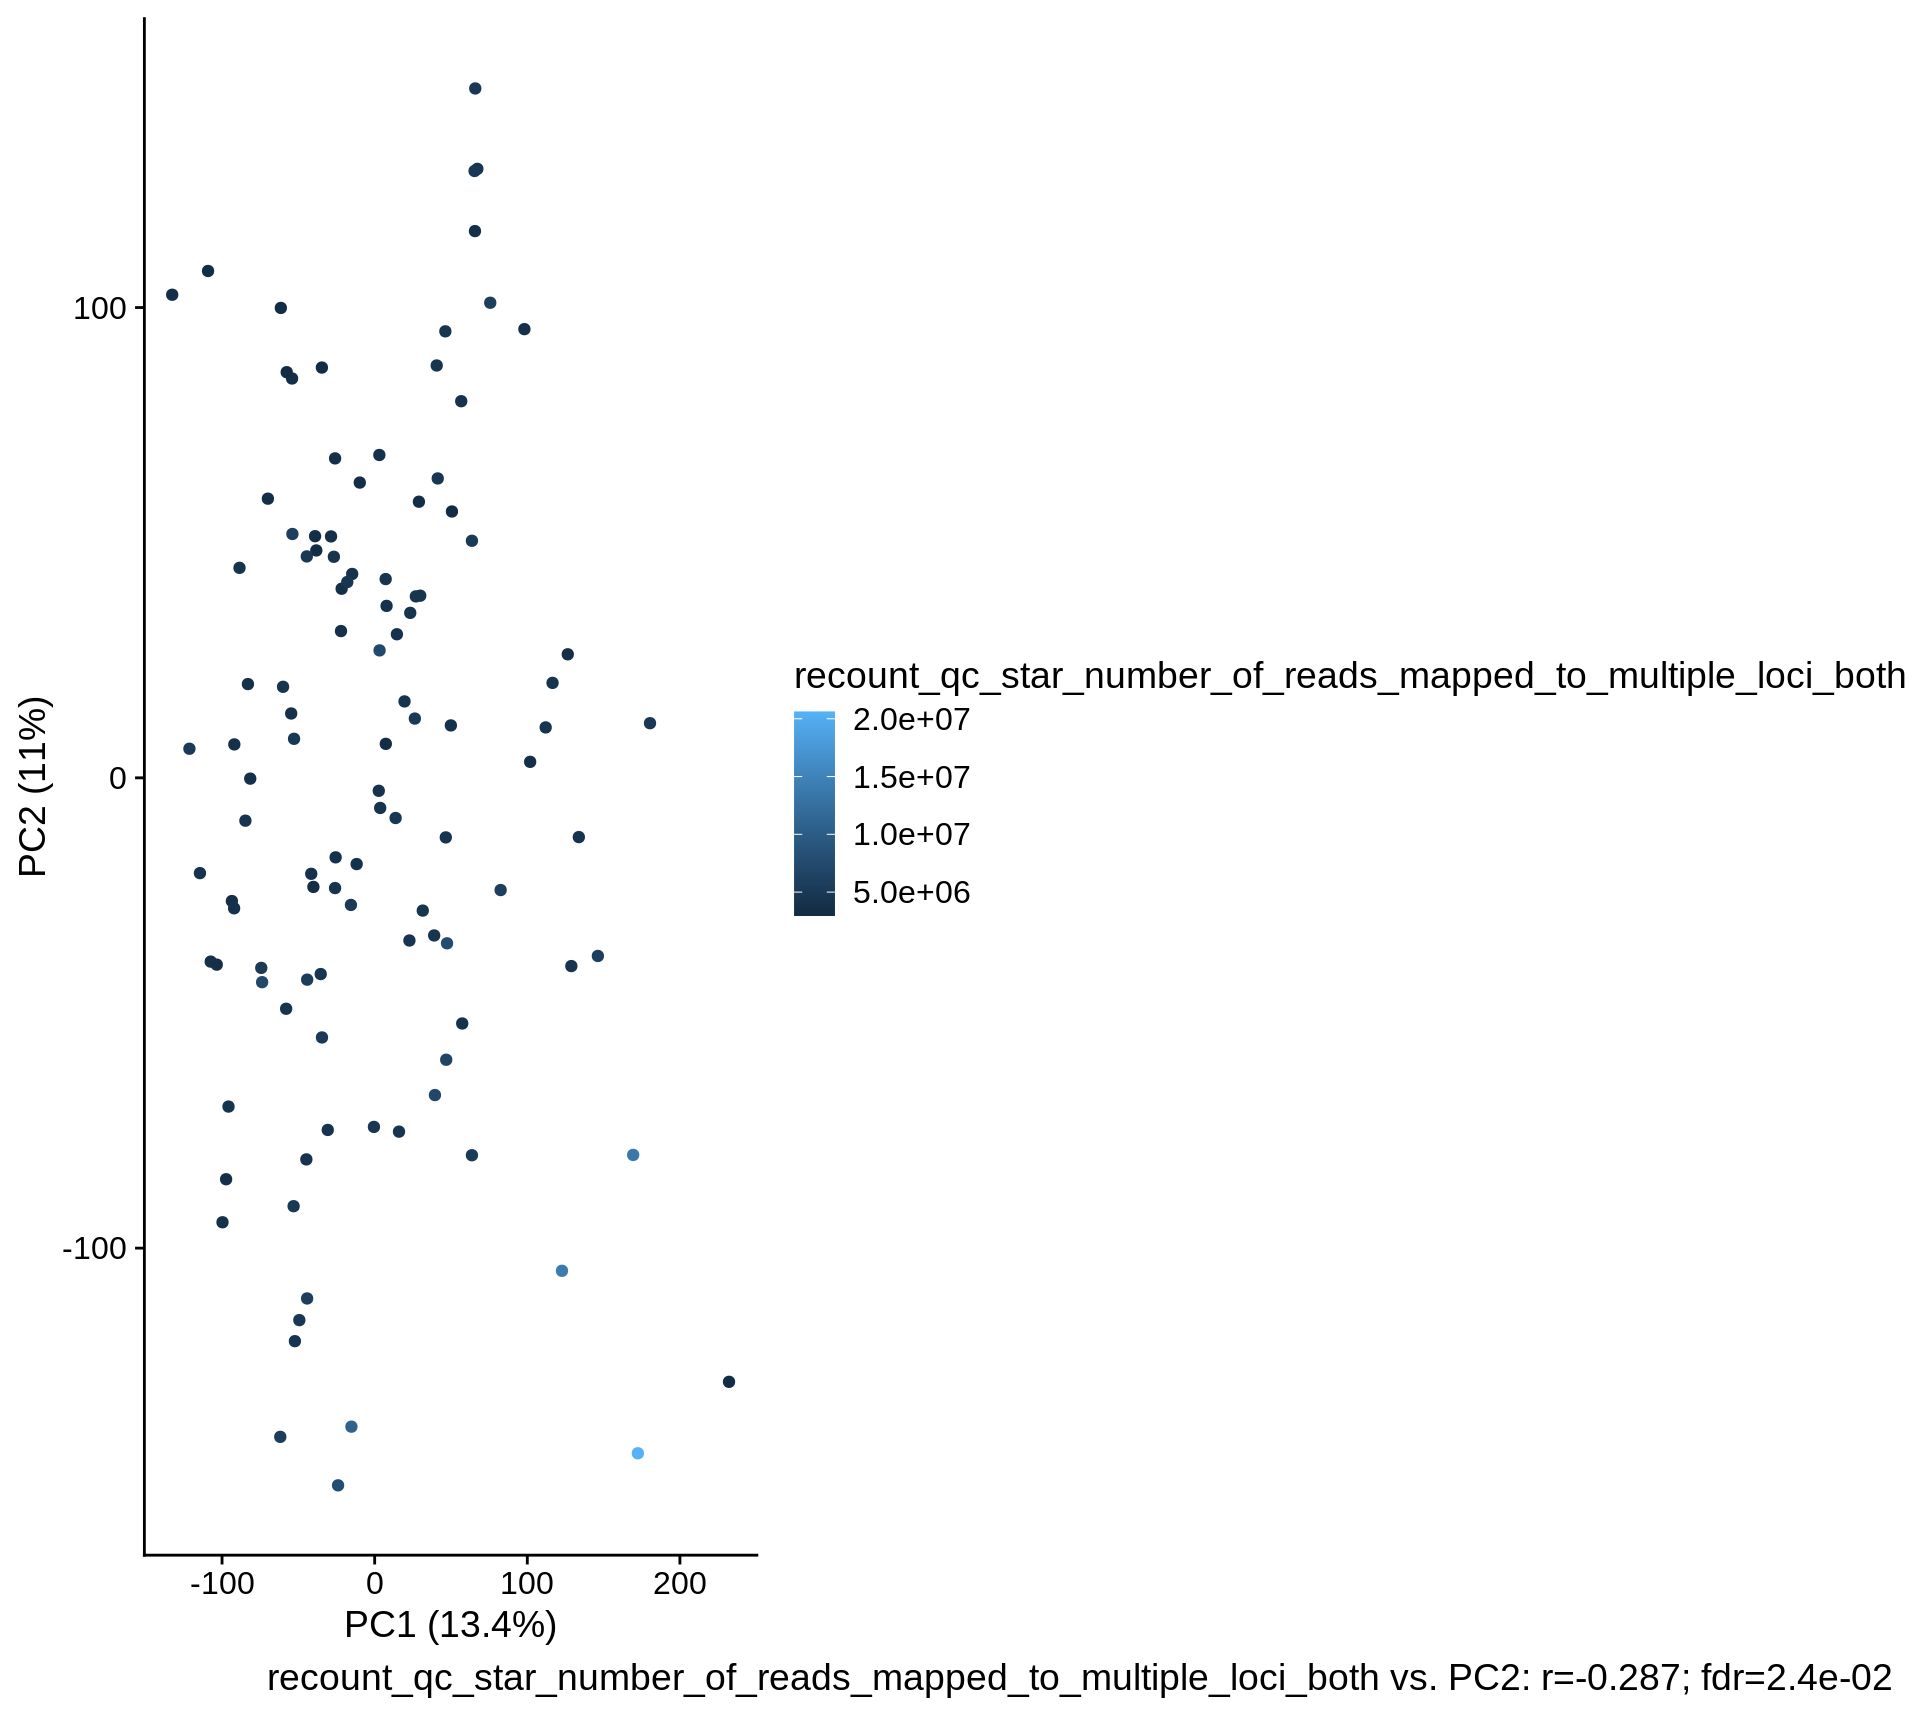 100
0
-100
PC2 (11%)
-100 0 100 200
PC1 (13.4%)
recount_qc_star_number_of_reads_mapped_to_multiple_loci_both
2.0e+07
1.5e+07
1.0e+07
5.0e+06
recount_qc_star_number_of_reads_mapped_to_multiple_loci_both vs. PC2: r=-0.287; fdr=2.4e-02